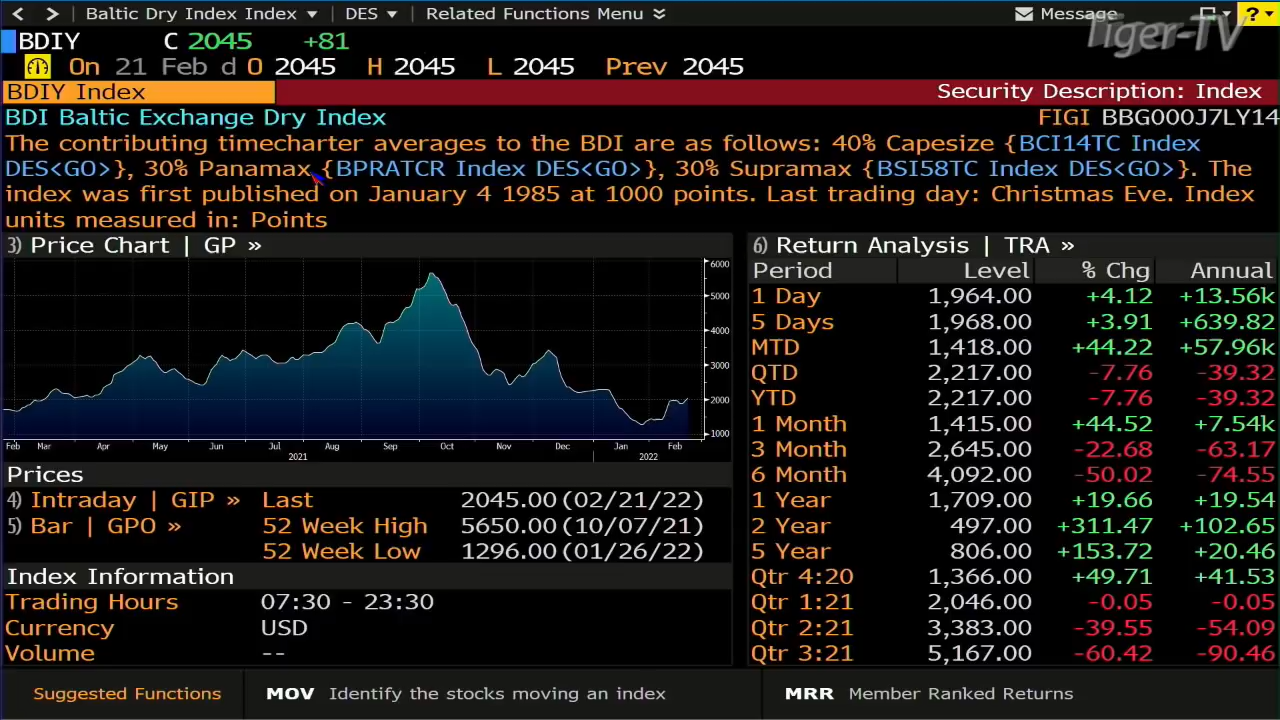 < > Baltic Dry Index Index ▼ DES ▼ Related Functions Menu Message ? ▼
Tiger-TV
BDIY C 2045 +81
On 21 Feb d O 2045 H 2045 L 2045 Prev 2045
BDIY Index Security Description: Index
BDI Baltic Exchange Dry Index FIGI BBG000J7LY14
The contributing timecharter averages to the BDI are as follows: 40% Capesize {BCI14TC Index
DES<GO>}, 30% Panamax {BPRATCR Index DES<GO>}, 30% Supramax {BSI58TC Index DES<GO>}. The
index was first published on January 4 1985 at 1000 points. Last trading day: Christmas Eve. Index
units measured in: Points
3) Price Chart | GP »
6000
5000
4000
3000
2000
1000
Feb Mar Apr May Jun Jul Aug Sep Oct Nov Dec Jan Feb
2021 2022
Prices
4) Intraday | GIP » Last 2045.00 (02/21/22)
5) Bar | GPO » 52 Week High 5650.00 (10/07/21)
52 Week Low 1296.00 (01/26/22)
Index Information
Trading Hours 07:30 - 23:30
Currency USD
Volume --
6) Return Analysis | TRA »
Period Level % Chg Annual
1 Day 1,964.00 +4.12 +13.56k
5 Days 1,968.00 +3.91 +639.82
MTD 1,418.00 +44.22 +57.96k
QTD 2,217.00 -7.76 -39.32
YTD 2,217.00 -7.76 -39.32
1 Month 1,415.00 +44.52 +7.54k
3 Month 2,645.00 -22.68 -63.17
6 Month 4,092.00 -50.02 -74.55
1 Year 1,709.00 +19.66 +19.54
2 Year 497.00 +311.47 +102.65
5 Year 806.00 +153.72 +20.46
Qtr 4:20 1,366.00 +49.71 +41.53
Qtr 1:21 2,046.00 -0.05 -0.05
Qtr 2:21 3,383.00 -39.55 -54.09
Qtr 3:21 5,167.00 -60.42 -90.46
Suggested Functions MOV Identify the stocks moving an index MRR Member Ranked Returns